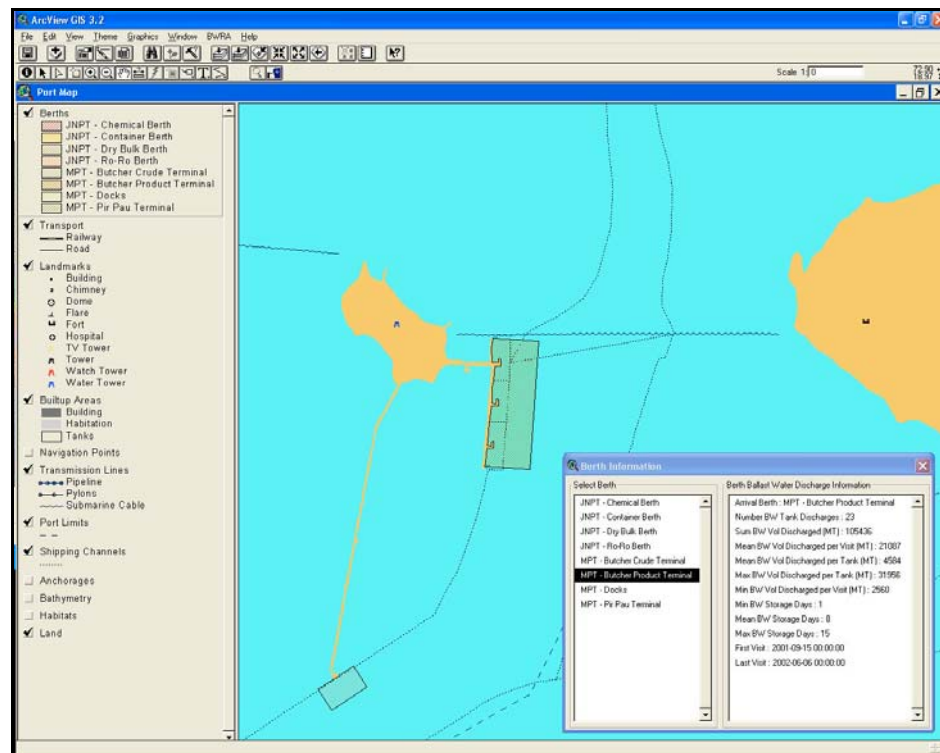 ArcView GIS 3.2
File Edit View Theme Graphics Window BWRA Help
Scale 1: 0
Port Map
Berths
JNPT - Chemical Berth
JNPT - Container Berth
JNPT - Dry Bulk Berth
JNPT - Ro-Ro Berth
MPT - Butcher Crude Terminal
MPT - Butcher Product Terminal
MPT - Docks
MPT - Pir Pau Terminal
Transport
Railway
Road
Landmarks
Building
Chimney
Dome
Flare
Fort
Hospital
TV Tower
Tower
Watch Tower
Water Tower
Builtup Areas
Building
Habitation
Tanks
Navigation Points
Transmission Lines
Pipeline
Pylons
Submarine Cable
Port Limits
Shipping Channels
Anchorages
Bathymetry
Habitats
Land
Berth Information
Select Berth
JNPT - Chemical Berth
JNPT - Container Berth
JNPT - Dry Bulk Berth
JNPT - Ro-Ro Berth
MPT - Butcher Crude Terminal
MPT - Butcher Product Terminal
MPT - Docks
MPT - Pir Pau Terminal
Berth Ballast Water Discharge Information
Arrival Berth : MPT - Butcher Product Terminal
Number BW Tank Discharges : 23
Sum BW Vol Discharged (MT) : 105436
Mean BW Vol Discharged per Visit (MT) : 21087
Mean BW Vol Discharged per Tank (MT) : 4584
Max BW Vol Discharged per Tank (MT) : 31956
Min BW Vol Discharged per Visit (MT) : 2560
Min BW Storage Days : 1
Mean BW Storage Days : 8
Max BW Storage Days : 15
First Visit : 2001-09-15 00:00:00
Last Visit : 2002-06-06 00:00:00